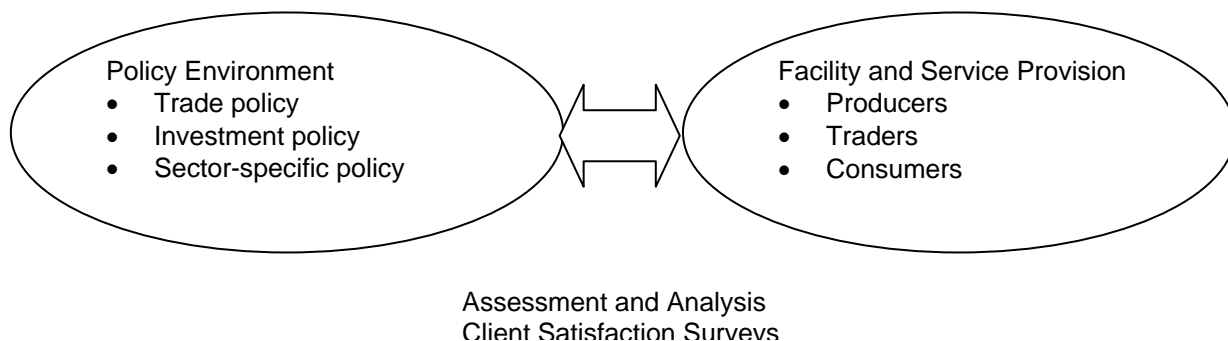 Policy Environment
• Trade policy
• Investment policy
• Sector-specific policy
Facility and Service Provision
• Producers
• Traders
• Consumers
Assessment and Analysis
Client Satisfaction Surveys